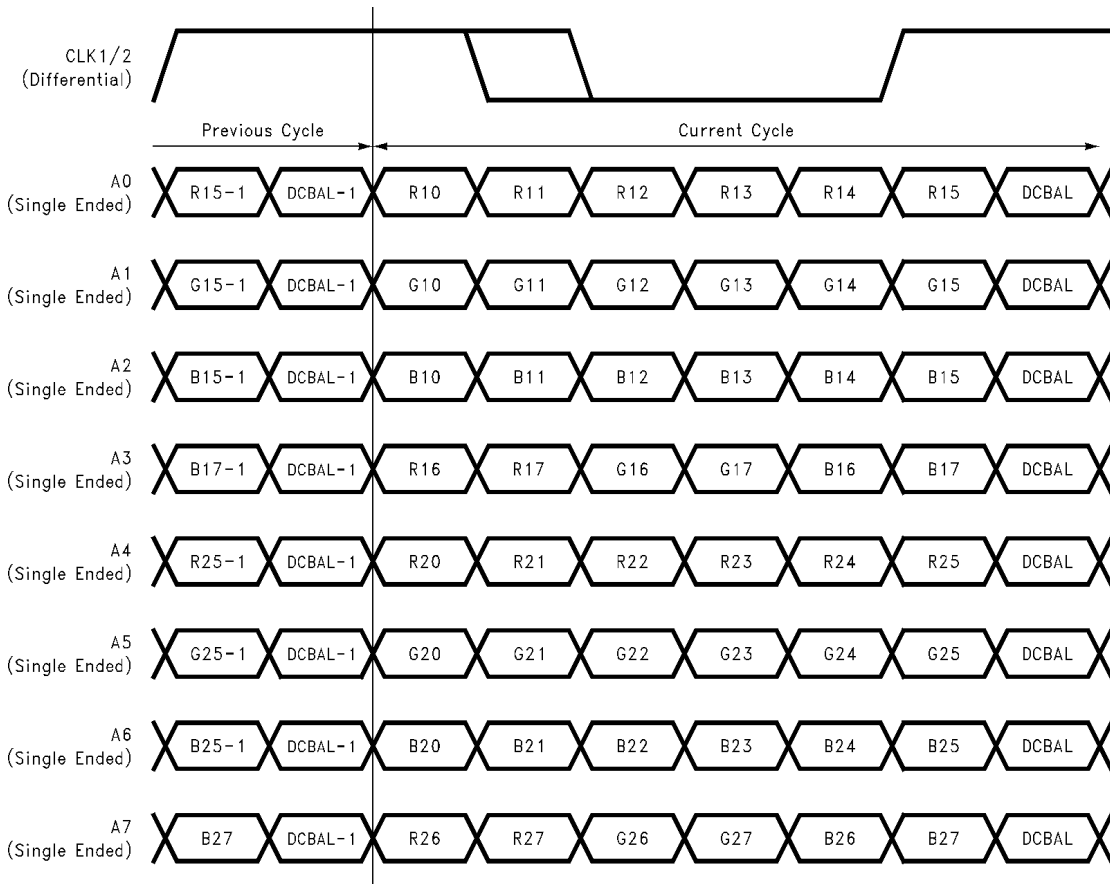 CLK1/2
(Differential)
Previous Cycle
Current Cycle
A0
(Single Ended)
R15-1 DCBAL-1 R10 R11 R12 R13 R14 R15 DCBAL
A1
(Single Ended)
G15-1 DCBAL-1 G10 G11 G12 G13 G14 G15 DCBAL
A2
(Single Ended)
B15-1 DCBAL-1 B10 B11 B12 B13 B14 B15 DCBAL
A3
(Single Ended)
B17-1 DCBAL-1 R16 R17 G16 G17 B16 B17 DCBAL
A4
(Single Ended)
R25-1 DCBAL-1 R20 R21 R22 R23 R24 R25 DCBAL
A5
(Single Ended)
G25-1 DCBAL-1 G20 G21 G22 G23 G24 G25 DCBAL
A6
(Single Ended)
B25-1 DCBAL-1 B20 B21 B22 B23 B24 B25 DCBAL
A7
(Single Ended)
B27 DCBAL-1 R26 R27 G26 G27 B26 B27 DCBAL